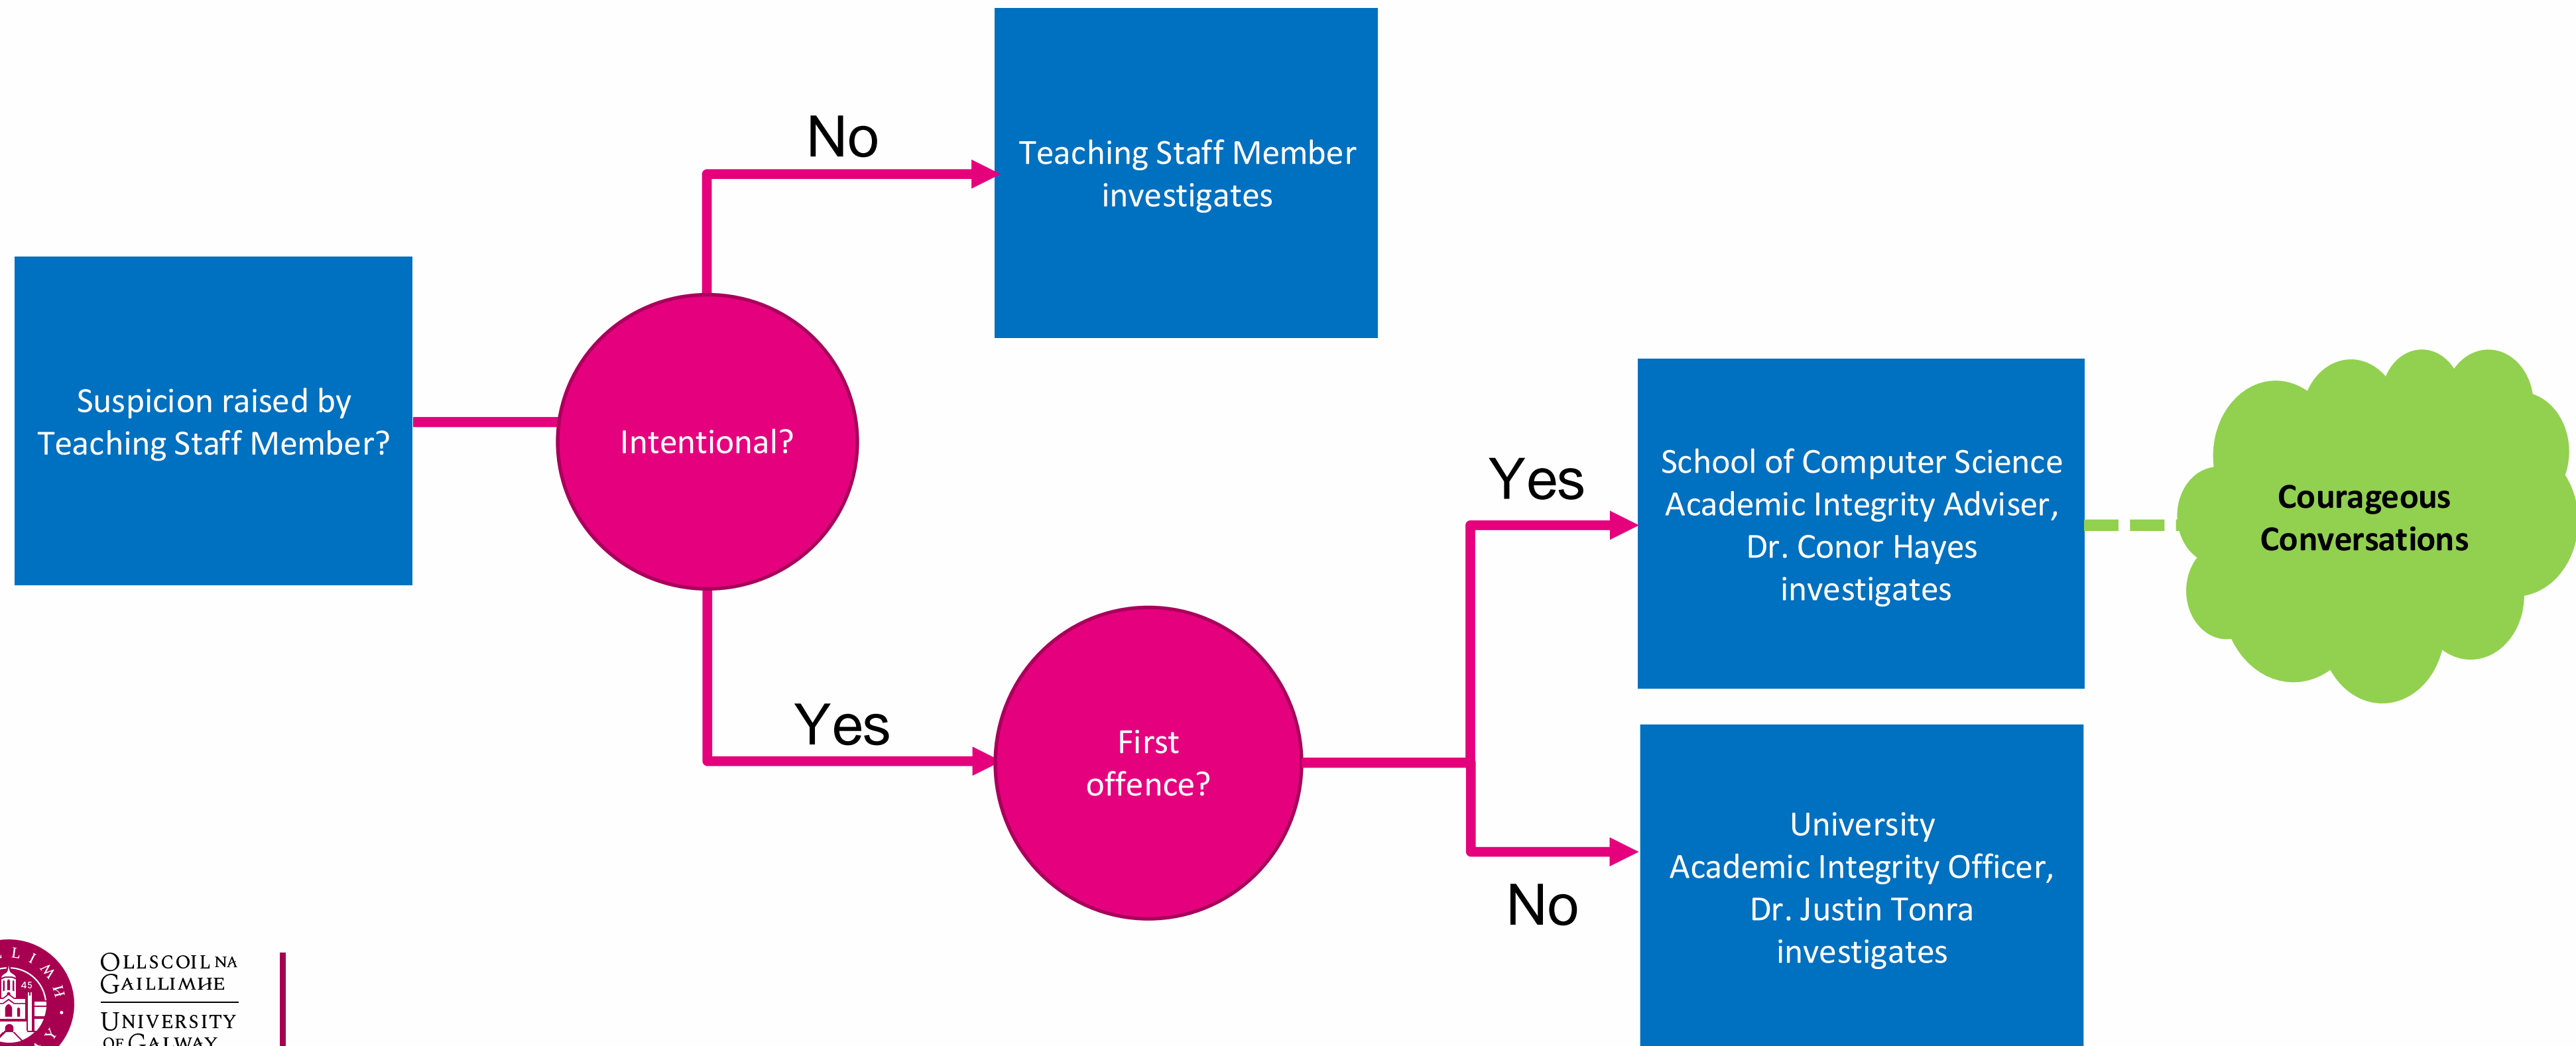 No
Teaching Staff Member
investigates
Suspicion raised by
Teaching Staff Member?
Intentional?
Yes
First
offence?
Yes
School of Computer Science
Academic Integrity Adviser,
Dr. Conor Hayes
investigates
Courageous
Conversations
No
University
Academic Integrity Officer,
Dr. Justin Tonra
investigates
45
OLLSCOIL NA
GAILLIMHE
UNIVERSITY
OF GALWAY